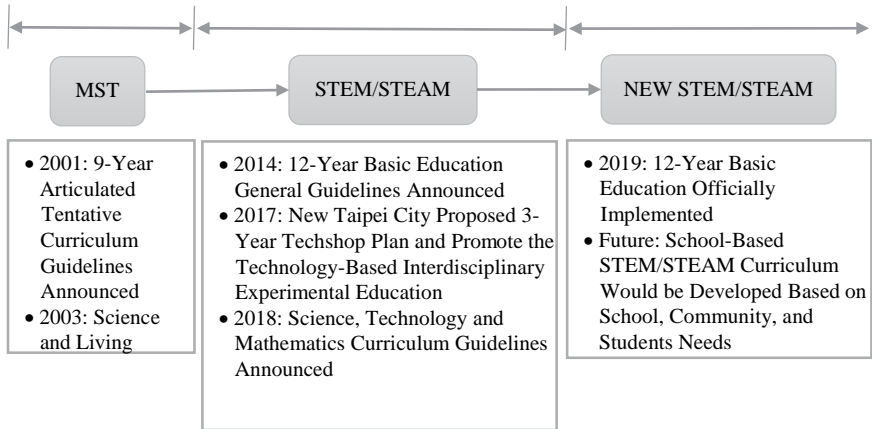 MST
STEM/STEAM
NEW STEM/STEAM
• 2001: 9-Year
Articulated
Tentative
Curriculum
Guidelines
Announced
• 2003: Science
and Living
• 2014: 12-Year Basic Education
General Guidelines Announced
• 2017: New Taipei City Proposed 3-
Year Techshop Plan and Promote the
Technology-Based Interdisciplinary
Experimental Education
• 2018: Science, Technology and
Mathematics Curriculum Guidelines
Announced
• 2019: 12-Year Basic
Education Officially
Implemented
• Future: School-Based
STEM/STEAM Curriculum
Would be Developed Based on
School, Community, and
Students Needs